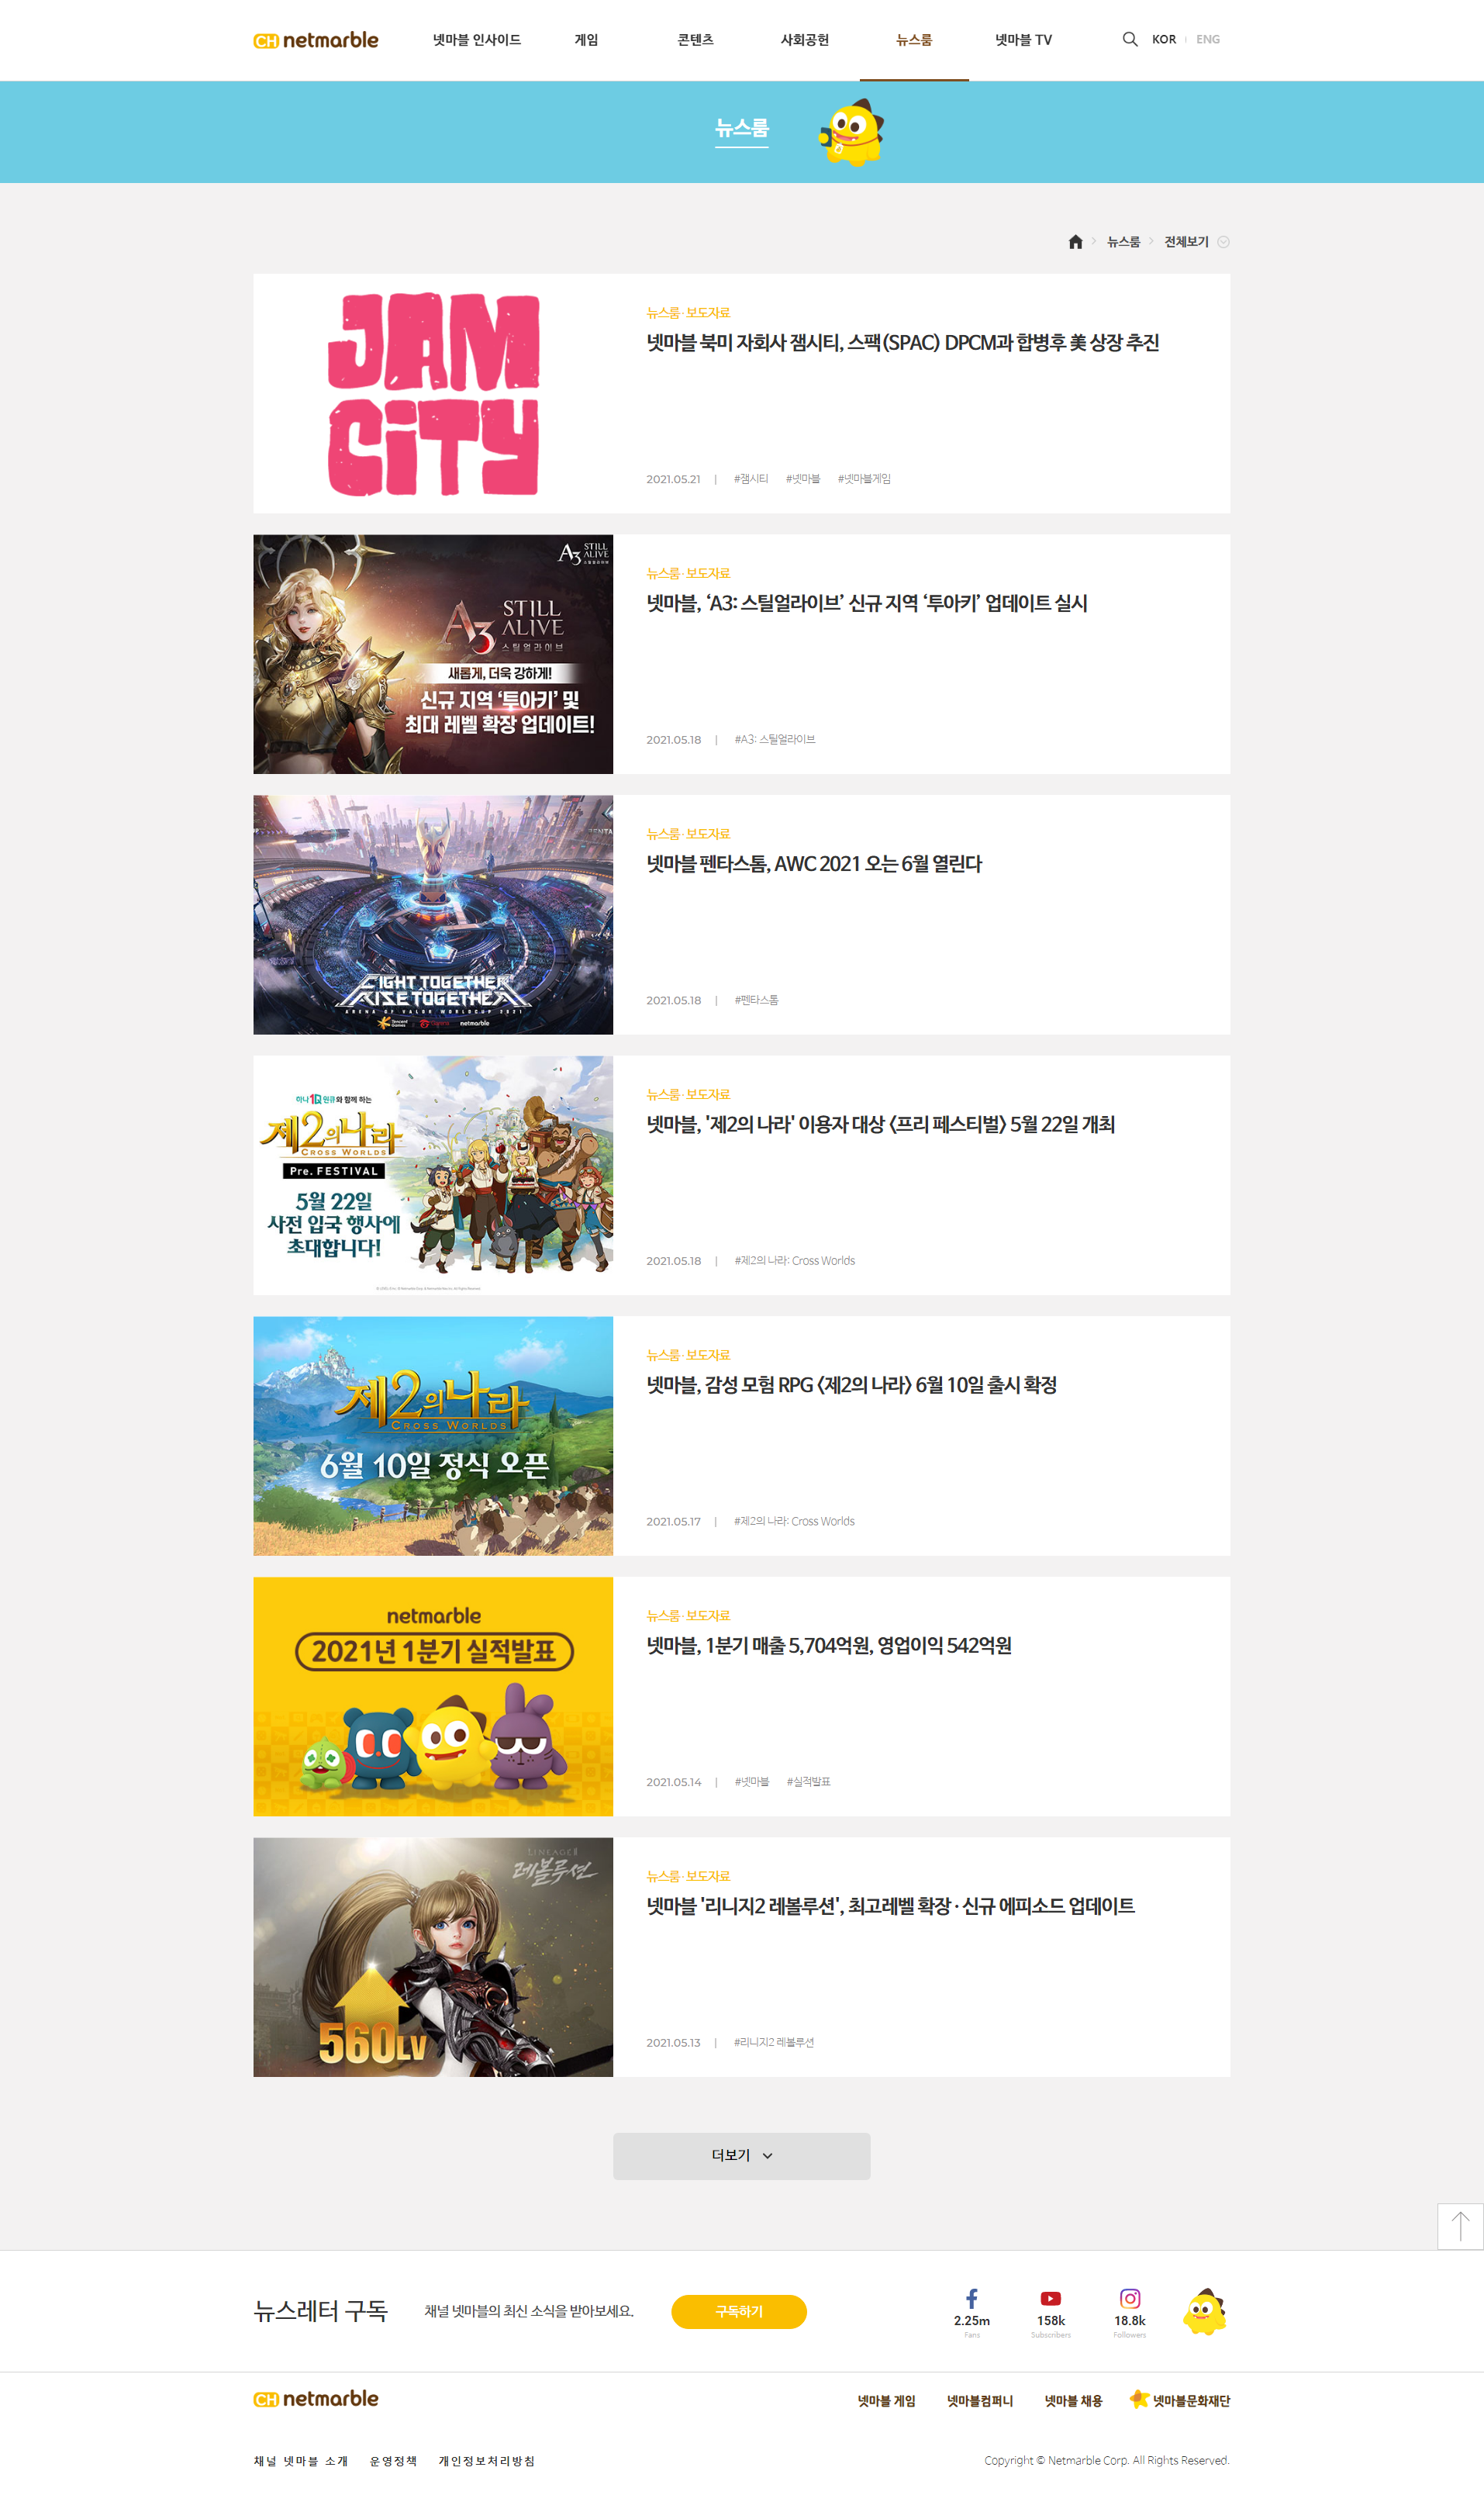 CH netmarble
넷마블 인사이드 게임 콘텐츠 사회공헌 뉴스룸 넷마블 TV KOR ENG
뉴스룸
뉴스룸 전체보기
JAM
CITY
뉴스룸 · 보도자료
넷마블 북미 자회사 잼시티, 스팩(SPAC) DPCM과 합병후 美 상장 추진
2021.05.21 | #잼시티 #넷마블 #넷마블게임
A3 STILL ALIVE
스틸얼라이브
A3 STILL ALIVE
스틸얼라이브
새롭게, 더욱 강하게!
신규 지역 ‘투아키’ 및
최대 레벨 확장 업데이트!
뉴스룸 · 보도자료
넷마블, ‘A3: 스틸얼라이브’ 신규 지역 ‘투아키’ 업데이트 실시
2021.05.18 | #A3: 스틸얼라이브
FIGHT TOGETHER
RISE TOGETHER
ARENA OF VALOR WORLDCUP 2021
Tencent Games netmarble
뉴스룸 · 보도자료
넷마블 펜타스톰, AWC 2021 오는 6월 열린다
2021.05.18 | #펜타스톰
하나1Q원큐와 함께 하는
제2의나라
CROSS WORLDS
Pre. FESTIVAL
5월 22일
사전 입국 행사에
초대합니다!
뉴스룸 · 보도자료
넷마블, '제2의 나라' 이용자 대상 <프리 페스티벌> 5월 22일 개최
2021.05.18 | #제2의 나라: Cross Worlds
제2의나라
CROSS WORLDS
6월 10일 정식 오픈
뉴스룸 · 보도자료
넷마블, 감성 모험 RPG <제2의 나라> 6월 10일 출시 확정
2021.05.17 | #제2의 나라: Cross Worlds
netmarble
2021년 1분기 실적발표
뉴스룸 · 보도자료
넷마블, 1분기 매출 5,704억원, 영업이익 542억원
2021.05.14 | #넷마블 #실적발표
LINEAGE II
레볼루션
560LV
뉴스룸 · 보도자료
넷마블 '리니지2 레볼루션', 최고레벨 확장 · 신규 에피소드 업데이트
2021.05.13 | #리니지2 레볼루션
더보기
뉴스레터 구독 채널 넷마블의 최신 소식을 받아보세요. 구독하기
2.25m 158k 18.8k
Fans Subscribers Followers
CH netmarble
넷마블 게임 넷마블컴퍼니 넷마블 채용 넷마블문화재단
채널 넷마블 소개 운영정책 개인정보처리방침
Copyright © Netmarble Corp. All Rights Reserved.